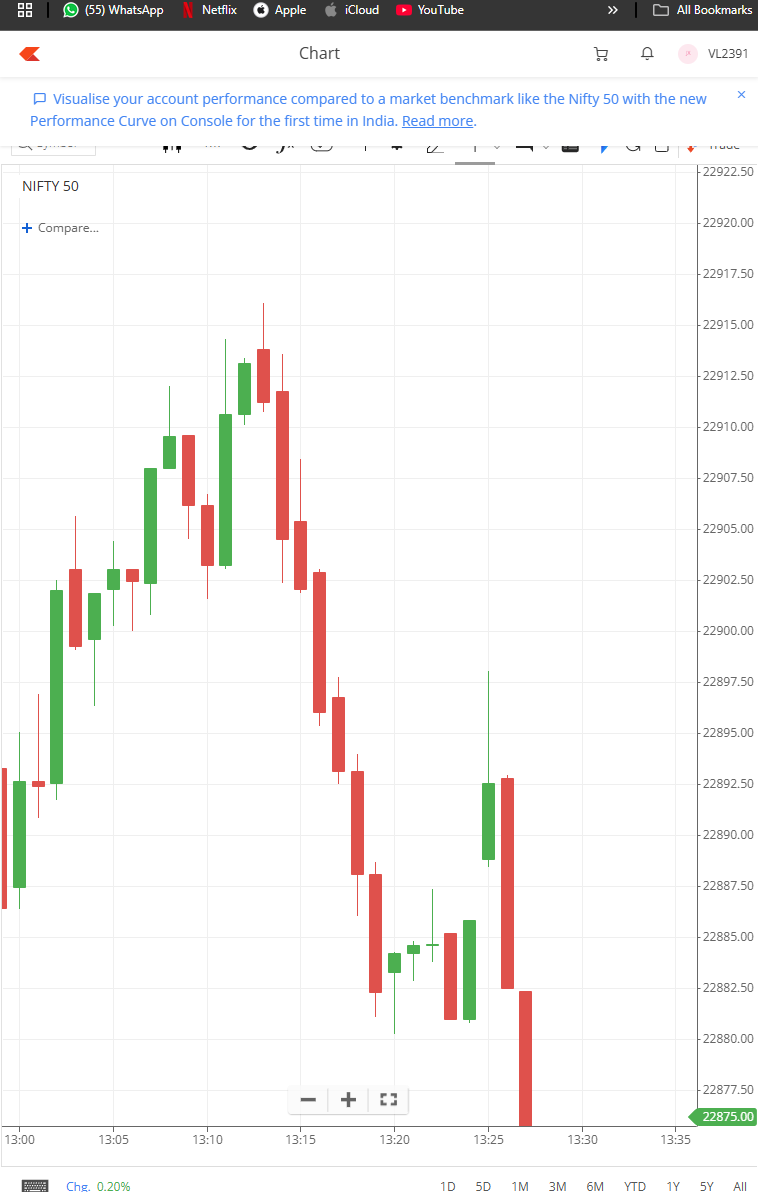 (55) WhatsApp Netflix Apple iCloud YouTube » All Bookmarks
Chart VL2391
Visualise your account performance compared to a market benchmark like the Nifty 50 with the new
Performance Curve on Console for the first time in India. Read more.
NIFTY 50
+ Compare...
22922.50
22920.00
22917.50
22915.00
22912.50
22910.00
22907.50
22905.00
22902.50
22900.00
22897.50
22895.00
22892.50
22890.00
22887.50
22885.00
22882.50
22880.00
22877.50
22875.00
13:00 13:05 13:10 13:15 13:20 13:25 13:30 13:35
Chg. 0.20% 1D 5D 1M 3M 6M YTD 1Y 5Y All